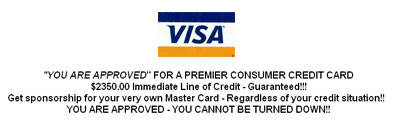 VISA
"YOU ARE APPROVED" FOR A PREMIER CONSUMER CREDIT CARD
$2350.00 Immediate Line of Credit - Guaranteed!!!
Get sponsorship for your very own Master Card - Regardless of your credit situation!!
YOU ARE APPROVED - YOU CANNOT BE TURNED DOWN!!